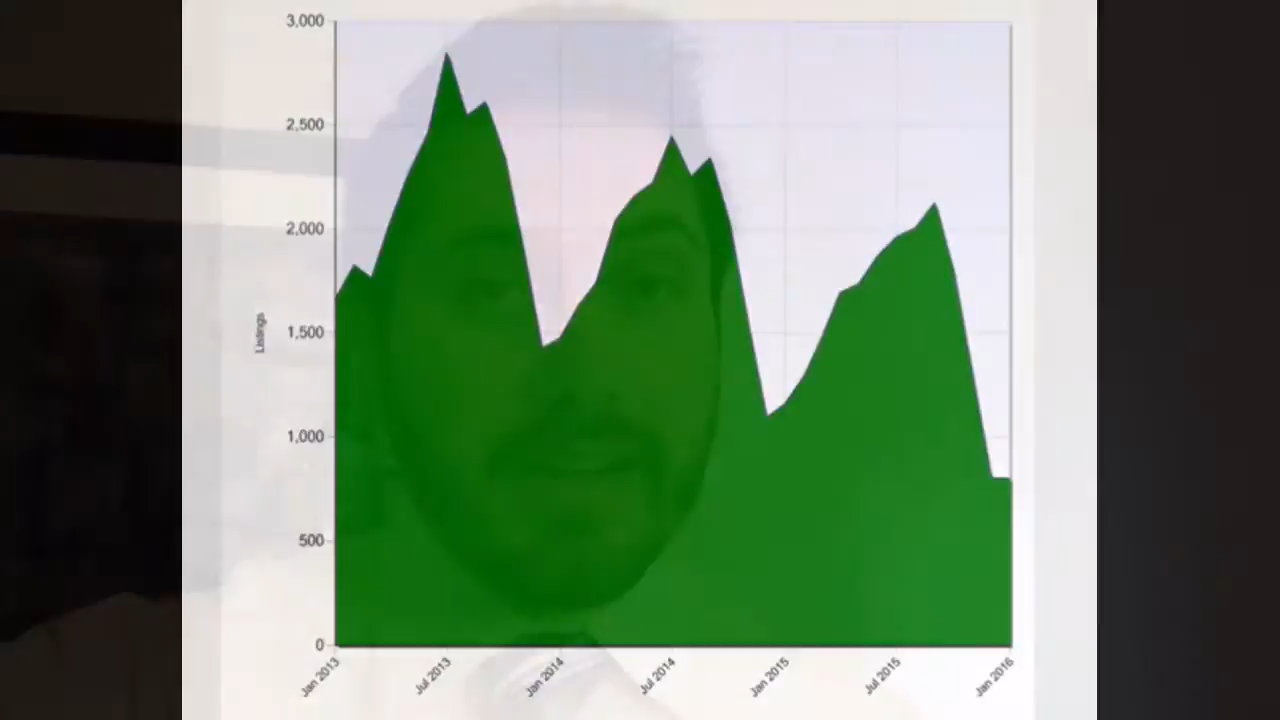 3,000
2,500
2,000
1,500
1,000
500
0
Listings
Jan 2013
Jul 2013
Jan 2014
Jul 2014
Jan 2015
Jul 2015
Jan 2016